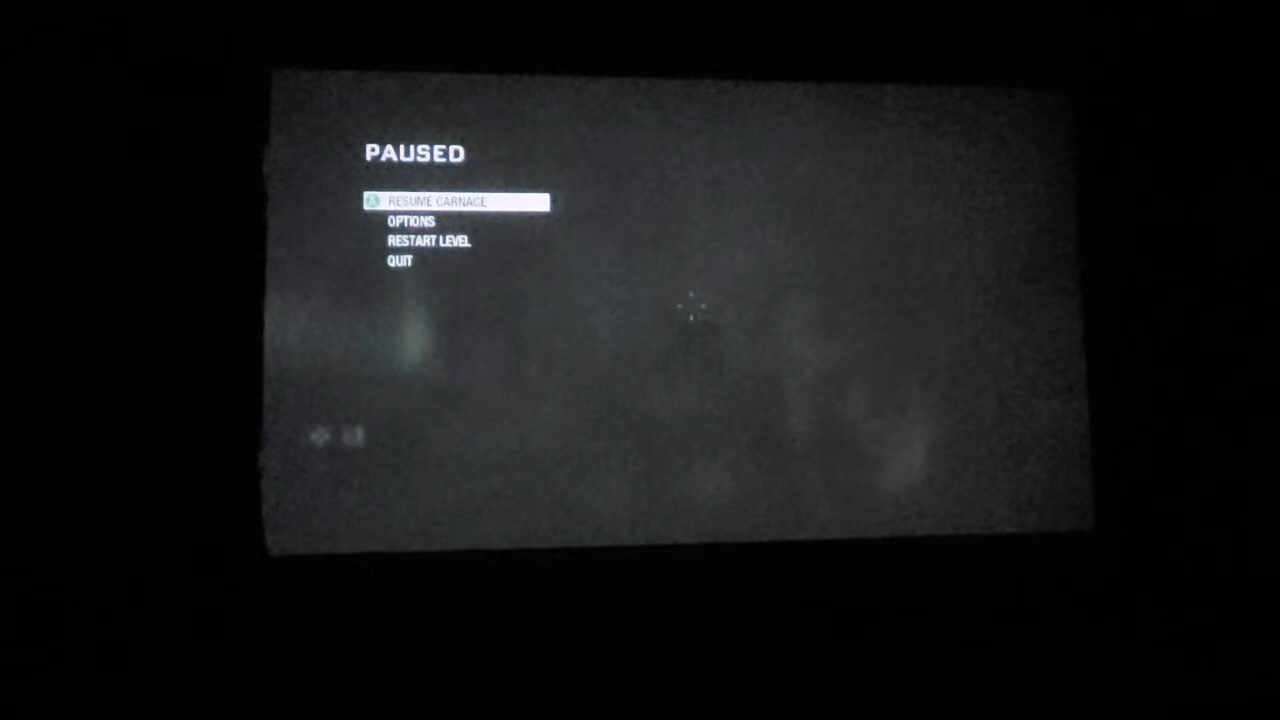 PAUSED
A RESUME CARNAGE
OPTIONS
RESTART LEVEL
QUIT